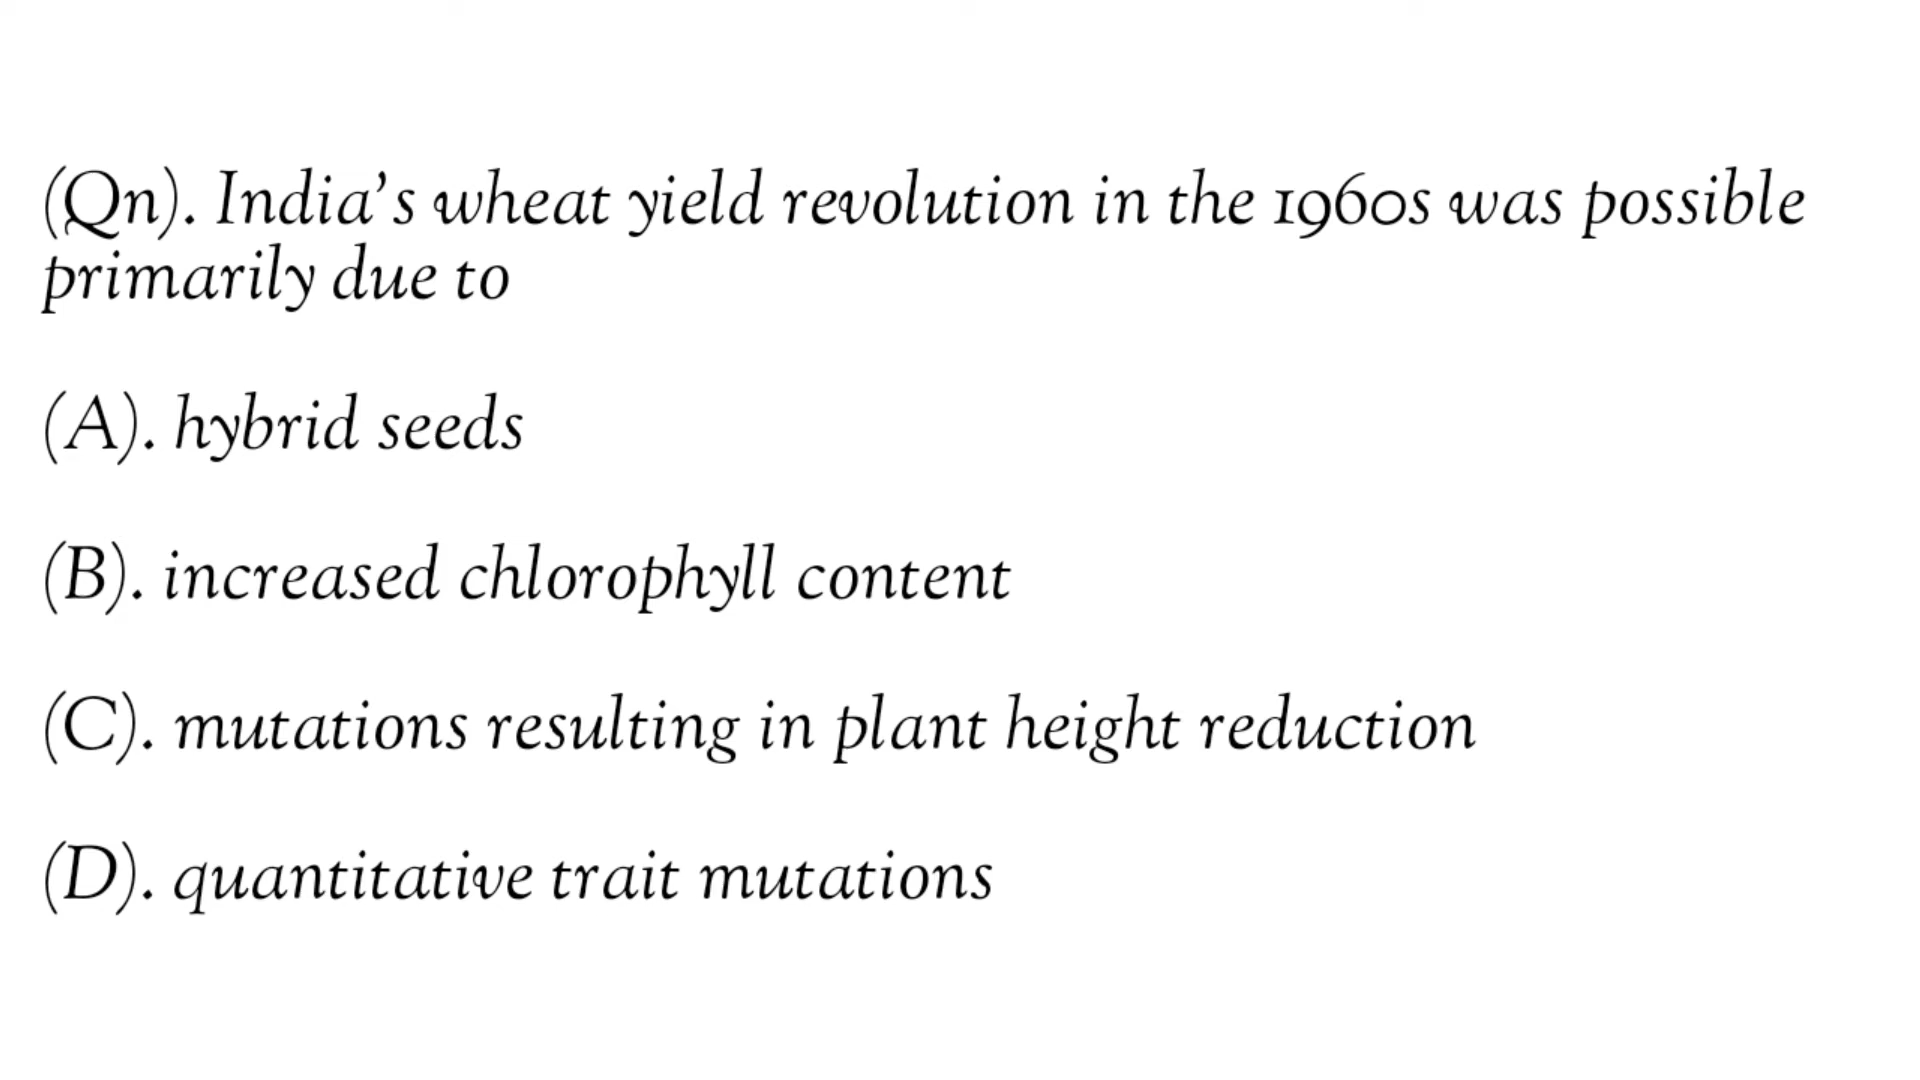 (Qn). India’s wheat yield revolution in the 1960s was possible
primarily due to
(A). hybrid seeds
(B). increased chlorophyll content
(C). mutations resulting in plant height reduction
(D). quantitative trait mutations